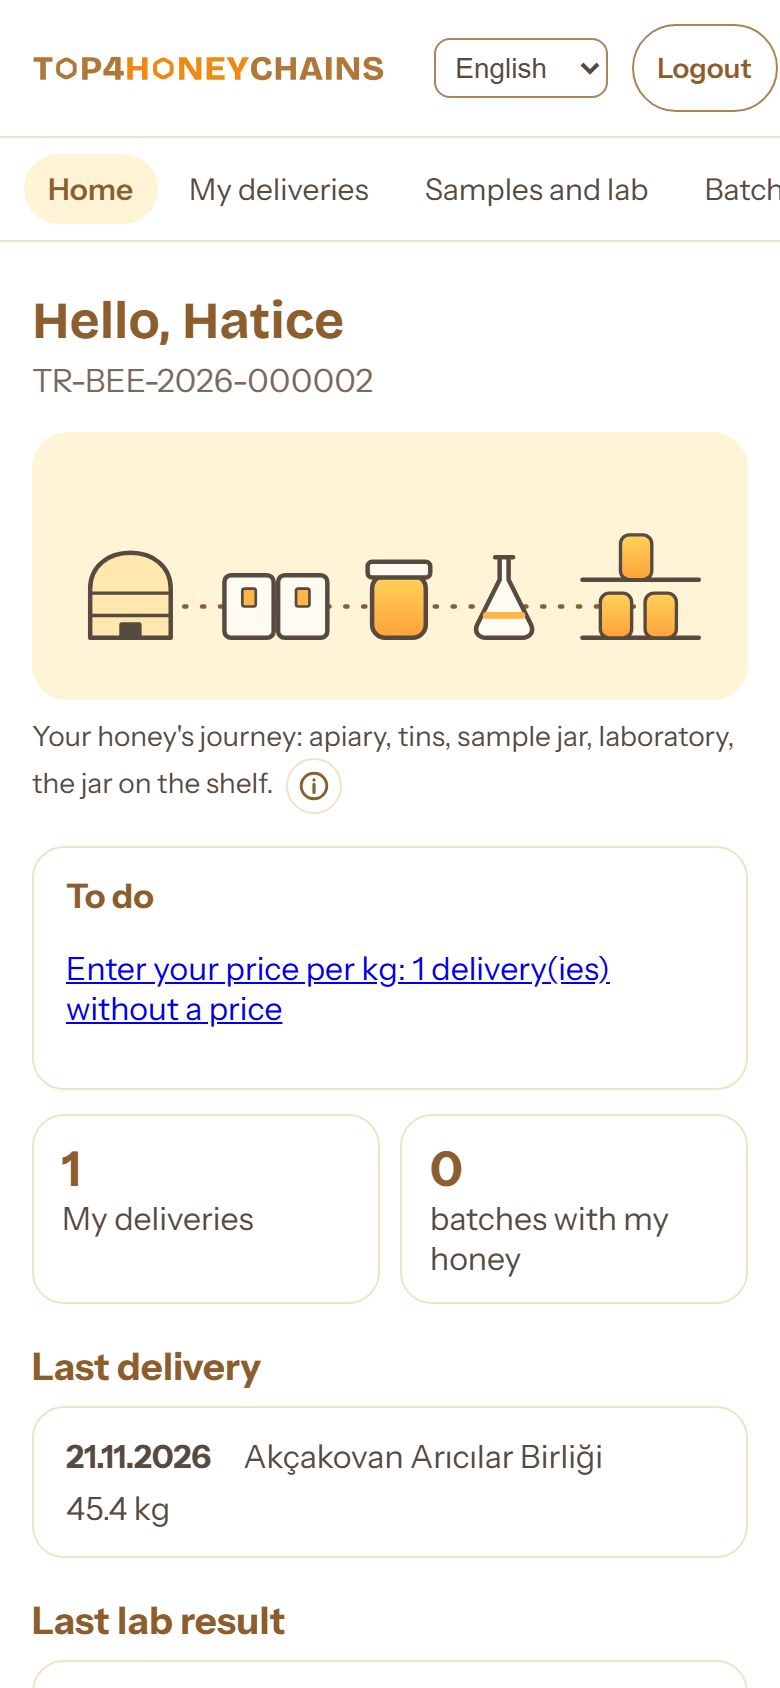 TOP4HONEYCHAINS
English
Logout
Home
My deliveries
Samples and lab
Batch
Hello, Hatice
TR-BEE-2026-000002
Your honey's journey: apiary, tins, sample jar, laboratory,
the jar on the shelf.
To do
Enter your price per kg: 1 delivery(ies)
without a price
1
My deliveries
0
batches with my
honey
Last delivery
21.11.2026 Akçakovan Arıcılar Birliği
45.4 kg
Last lab result